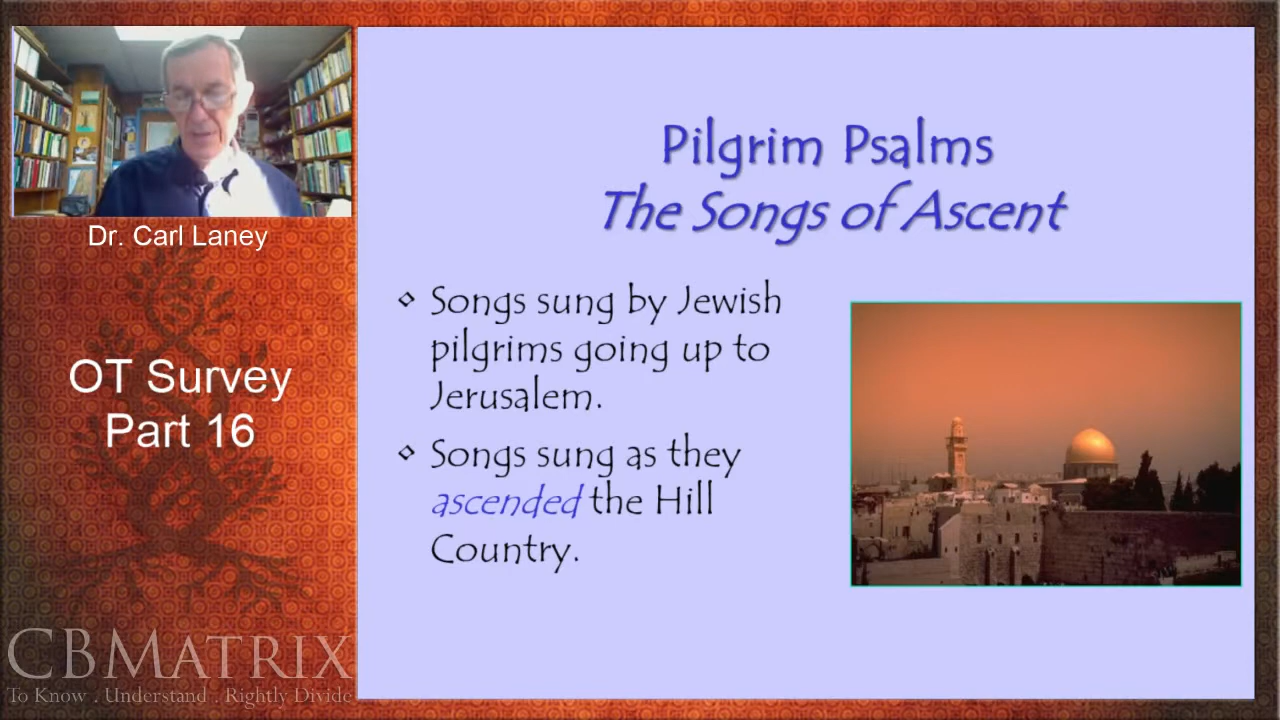 Dr. Carl Laney
OT Survey
Part 16
CBMATRIX
To Know . Understand . Rightly Divide
Pilgrim Psalms
The Songs of Ascent
Songs sung by Jewish
pilgrims going up to
Jerusalem.
Songs sung as they
ascended the Hill
Country.